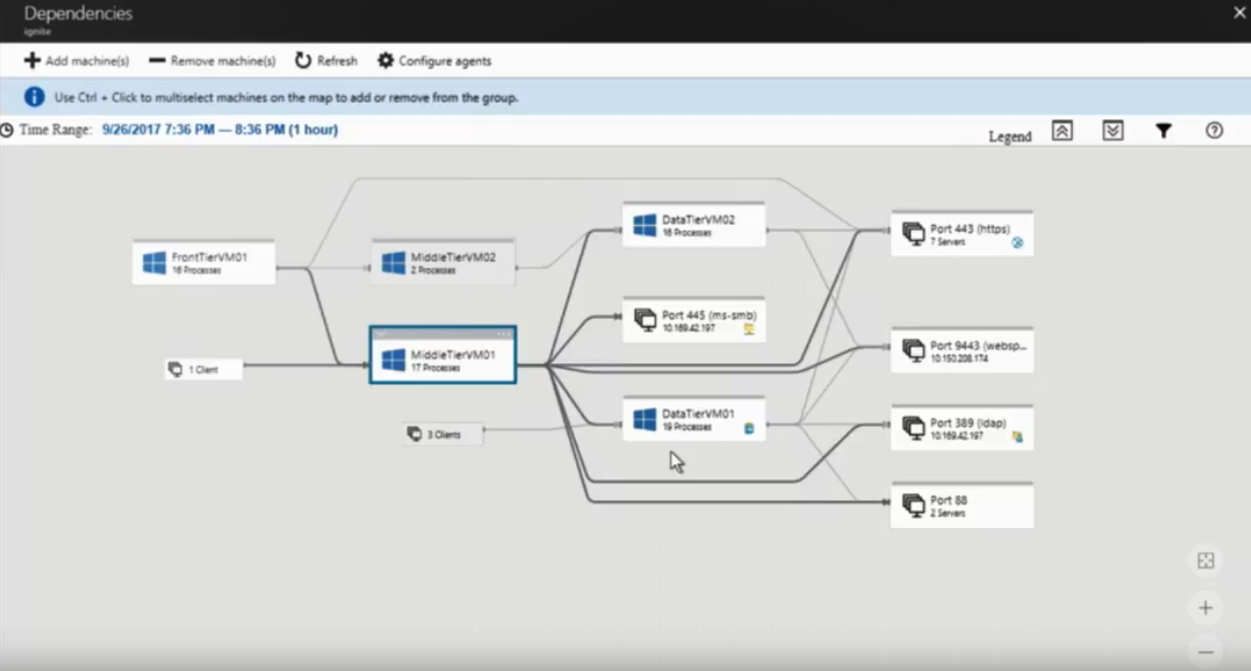 Dependencies
ignite
Add machine(s) Remove machine(s) Refresh Configure agents
Use Ctrl + Click to multiselect machines on the map to add or remove from the group.
Time Range: 9/26/2017 7:36 PM — 8:36 PM (1 hour)
Legend
FrontTierVM01
16 Processes
1 Client
MiddleTierVM02
2 Processes
MiddleTierVM01
17 Processes
3 Clients
DataTierVM02
16 Processes
Port 445 (ms-smb)
10.169.42.197
DataTierVM01
19 Processes
Port 443 (https)
7 Servers
Port 9443 (websp...
10.150.208.174
Port 389 (ldap)
10.169.42.197
Port 88
2 Servers